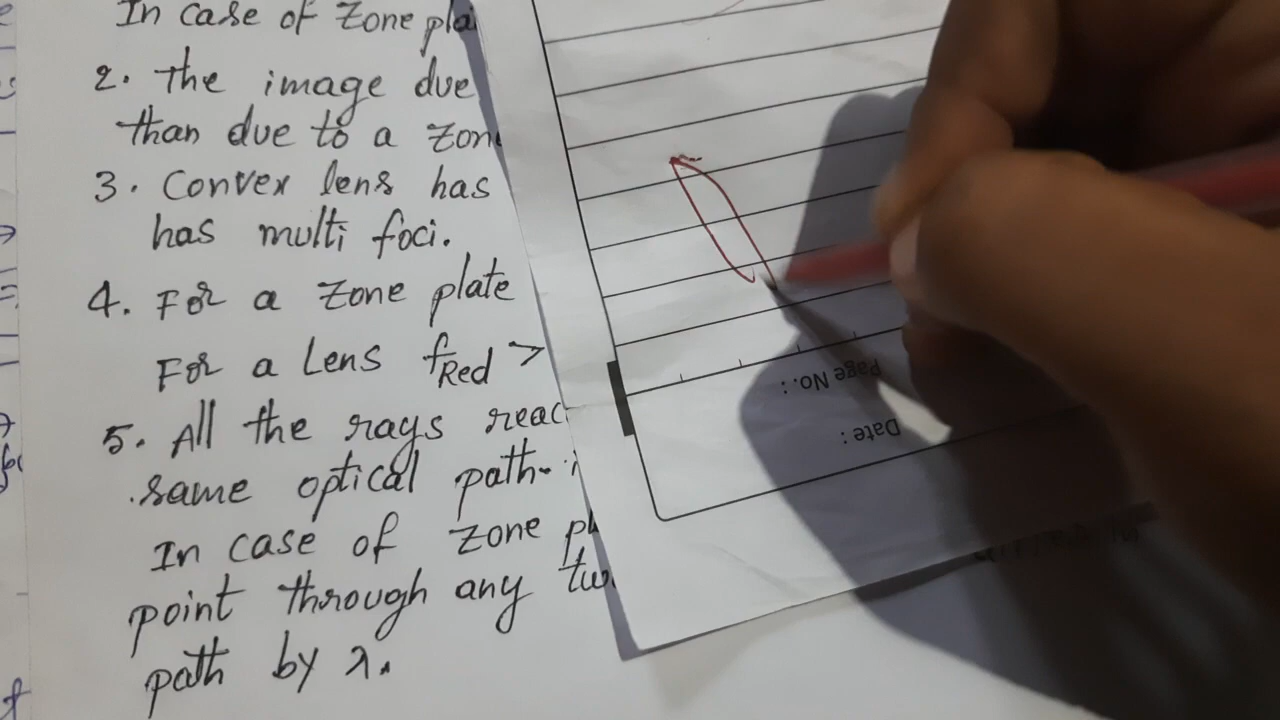 In case of zone pla
2. The image due
than due to a zone
3. Convex lens has
has multi foci.
4. For a zone plate
For a Lens fRed >
5. All the rays reac
same optical path.
In case of zone pl
point through any tw
path by λ.
Page No.:
Date: